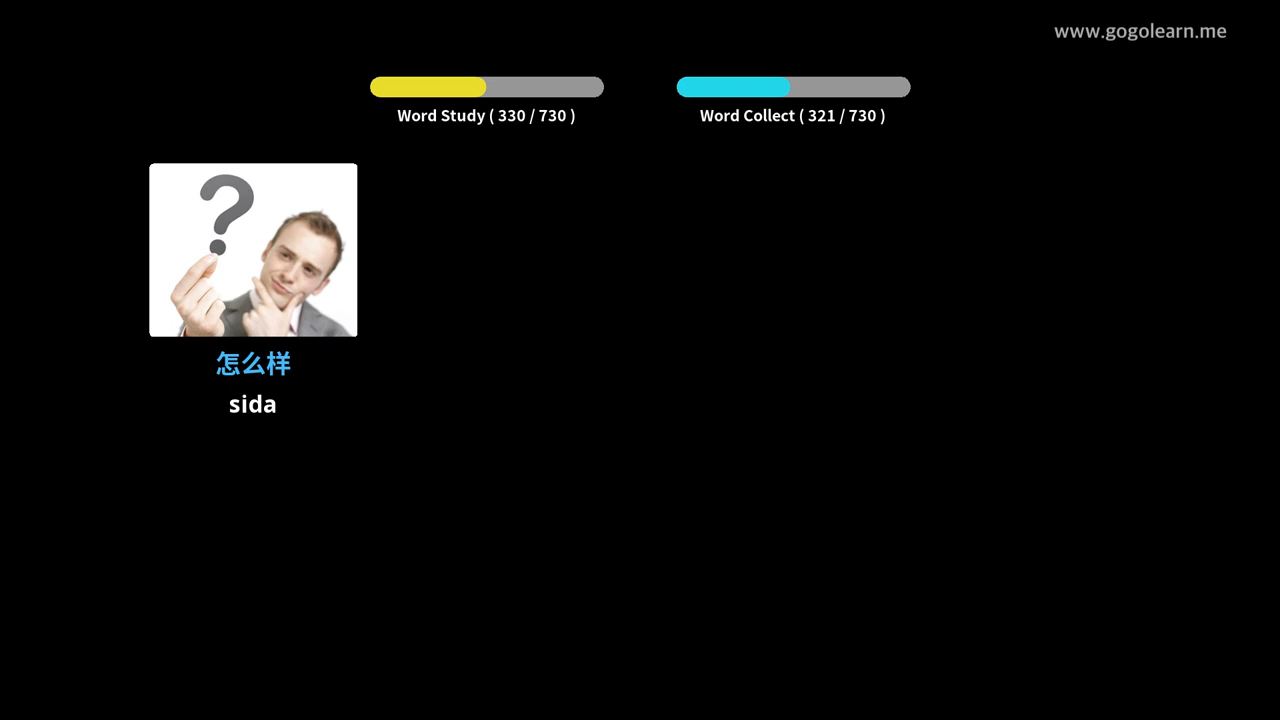 www.gogolearn.me
Word Study ( 330 / 730 )
Word Collect ( 321 / 730 )
?
怎么样
sida